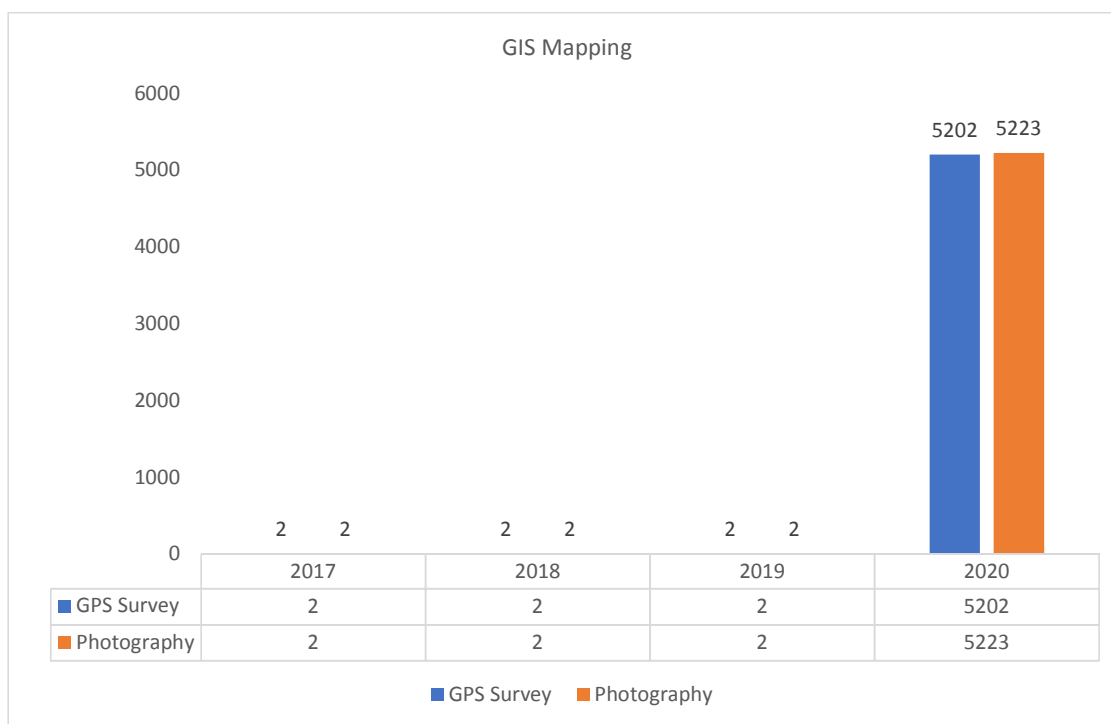 GIS Mapping
6000
5000
4000
3000
2000
1000
0
5202 5223
2 2 2 2 2 2
2017 2018 2019 2020
GPS Survey 2 2 2 5202
Photography 2 2 2 5223
GPS Survey Photography